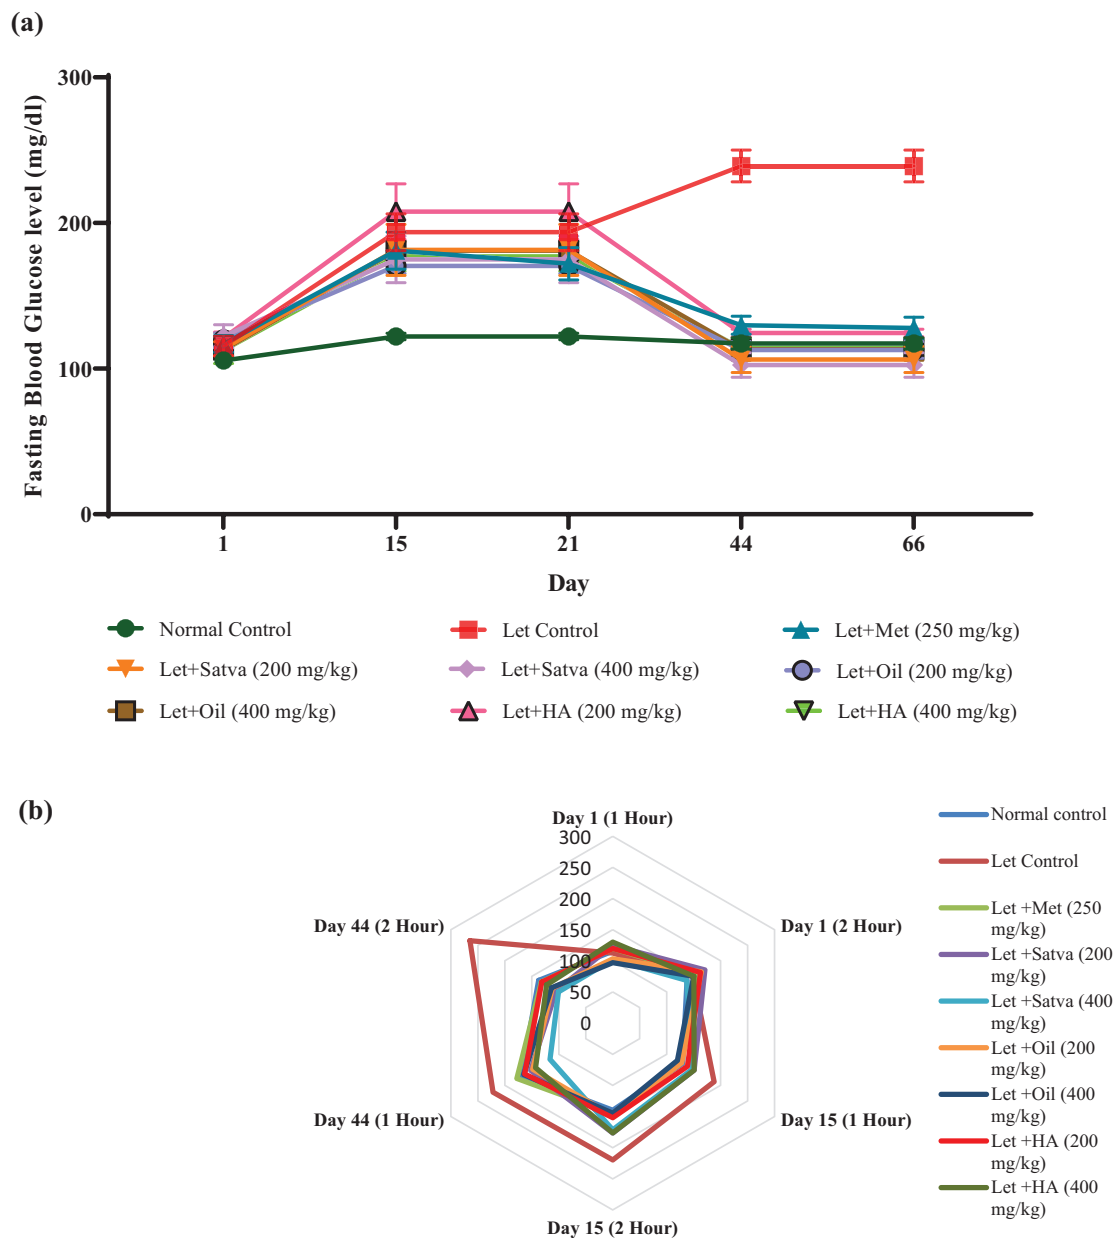 (a)
Fasting Blood Glucose level (mg/dl)
300
200
100
0
1 15 21 44 66
Day
Normal Control Let Control Let+Met (250 mg/kg)
Let+Satva (200 mg/kg) Let+Satva (400 mg/kg) Let+Oil (200 mg/kg)
Let+Oil (400 mg/kg) Let+HA (200 mg/kg) Let+HA (400 mg/kg)
(b)
Day 1 (1 Hour)
300
250
200
150
100
50
0
Day 1 (2 Hour)
Day 15 (1 Hour)
Day 15 (2 Hour)
Day 44 (1 Hour)
Day 44 (2 Hour)
Normal control
Let Control
Let +Met (250
mg/kg)
Let +Satva (200
mg/kg)
Let +Satva (400
mg/kg)
Let +Oil (200
mg/kg)
Let +Oil (400
mg/kg)
Let +HA (200
mg/kg)
Let +HA (400
mg/kg)